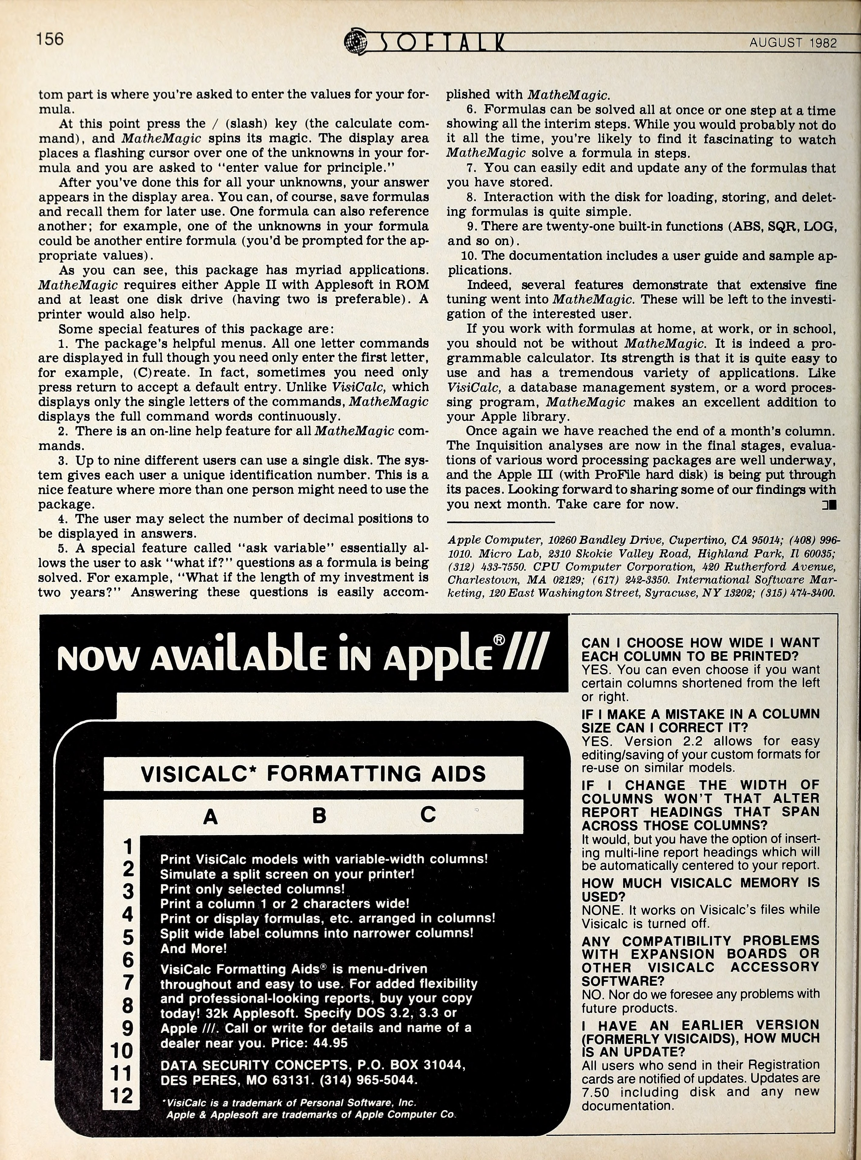 156
SOFTALK
AUGUST 1982
tom part is where you're asked to enter the values for your for-
mula.
At this point press the / (slash) key (the calculate com-
mand), and MatheMagic spins its magic. The display area
places a flashing cursor over one of the unknowns in your for-
mula and you are asked to "enter value for principle."
After you've done this for all your unknowns, your answer
appears in the display area. You can, of course, save formulas
and recall them for later use. One formula can also reference
another; for example, one of the unknowns in your formula
could be another entire formula (you'd be prompted for the ap-
propriate values).
As you can see, this package has myriad applications.
MatheMagic requires either Apple II with Applesoft in ROM
and at least one disk drive (having two is preferable). A
printer would also help.
Some special features of this package are:
1. The package's helpful menus. All one letter commands
are displayed in full though you need only enter the first letter,
for example, (C)reate. In fact, sometimes you need only
press return to accept a default entry. Unlike VisiCalc, which
displays only the single letters of the commands, MatheMagic
displays the full command words continuously.
2. There is an on-line help feature for all MatheMagic com-
mands.
3. Up to nine different users can use a single disk. The sys-
tem gives each user a unique identification number. This is a
nice feature where more than one person might need to use the
package.
4. The user may select the number of decimal positions to
be displayed in answers.
5. A special feature called "ask variable" essentially al-
lows the user to ask "what if?" questions as a formula is being
solved. For example, "What if the length of my investment is
two years?" Answering these questions is easily accom-
plished with MatheMagic.
6. Formulas can be solved all at once or one step at a time
showing all the interim steps. While you would probably not do
it all the time, you're likely to find it fascinating to watch
MatheMagic solve a formula in steps.
7. You can easily edit and update any of the formulas that
you have stored.
8. Interaction with the disk for loading, storing, and delet-
ing formulas is quite simple.
9. There are twenty-one built-in functions (ABS, SQR, LOG,
and so on).
10. The documentation includes a user guide and sample ap-
plications.
Indeed, several features demonstrate that extensive fine
tuning went into MatheMagic. These will be left to the investi-
gation of the interested user.
If you work with formulas at home, at work, or in school,
you should not be without MatheMagic. It is indeed a pro-
grammable calculator. Its strength is that it is quite easy to
use and has a tremendous variety of applications. Like
VisiCalc, a database management system, or a word proces-
sing program, MatheMagic makes an excellent addition to
your Apple library.
Once again we have reached the end of a month's column.
The Inquisition analyses are now in the final stages, evalua-
tions of various word processing packages are well underway,
and the Apple III (with ProFile hard disk) is being put through
its paces. Looking forward to sharing some of our findings with
you next month. Take care for now.
Apple Computer, 10260 Bandley Drive, Cupertino, CA 95014; (408) 996-
1010. Micro Lab, 2310 Skokie Valley Road, Highland Park, Il 60035;
(312) 433-7550. CPU Computer Corporation, 420 Rutherford Avenue,
Charlestown, MA 02129; (617) 242-3350. International Software Mar-
keting, 120 East Washington Street, Syracuse, NY 13202; (315) 474-3400.
NOW AVAILABLE IN APPLE® ///
VISICALC* FORMATTING AIDS
A B C
1
2
3
4
5
6
7
8
9
10
11
12
Print VisiCalc models with variable-width columns!
Simulate a split screen on your printer!
Print only selected columns!
Print a column 1 or 2 characters wide!
Print or display formulas, etc. arranged in columns!
Split wide label columns into narrower columns!
And More!
VisiCalc Formatting Aids® is menu-driven
throughout and easy to use. For added flexibility
and professional-looking reports, buy your copy
today! 32k Applesoft. Specify DOS 3.2, 3.3 or
Apple ///. Call or write for details and name of a
dealer near you. Price: 44.95
DATA SECURITY CONCEPTS, P.O. BOX 31044,
DES PERES, MO 63131. (314) 965-5044.
*VisiCalc is a trademark of Personal Software, Inc.
Apple & Applesoft are trademarks of Apple Computer Co.
CAN I CHOOSE HOW WIDE I WANT
EACH COLUMN TO BE PRINTED?
YES. You can even choose if you want
certain columns shortened from the left
or right.
IF I MAKE A MISTAKE IN A COLUMN
SIZE CAN I CORRECT IT?
YES. Version 2.2 allows for easy
editing/saving of your custom formats for
re-use on similar models.
IF I CHANGE THE WIDTH OF
COLUMNS WON'T THAT ALTER
REPORT HEADINGS THAT SPAN
ACROSS THOSE COLUMNS?
It would, but you have the option of insert-
ing multi-line report headings which will
be automatically centered to your report.
HOW MUCH VISICALC MEMORY IS
USED?
NONE. It works on Visicalc's files while
Visicalc is turned off.
ANY COMPATIBILITY PROBLEMS
WITH EXPANSION BOARDS OR
OTHER VISICALC ACCESSORY
SOFTWARE?
NO. Nor do we foresee any problems with
future products.
I HAVE AN EARLIER VERSION
(FORMERLY VISICAIDS), HOW MUCH
IS AN UPDATE?
All users who send in their Registration
cards are notified of updates. Updates are
7.50 including disk and any new
documentation.